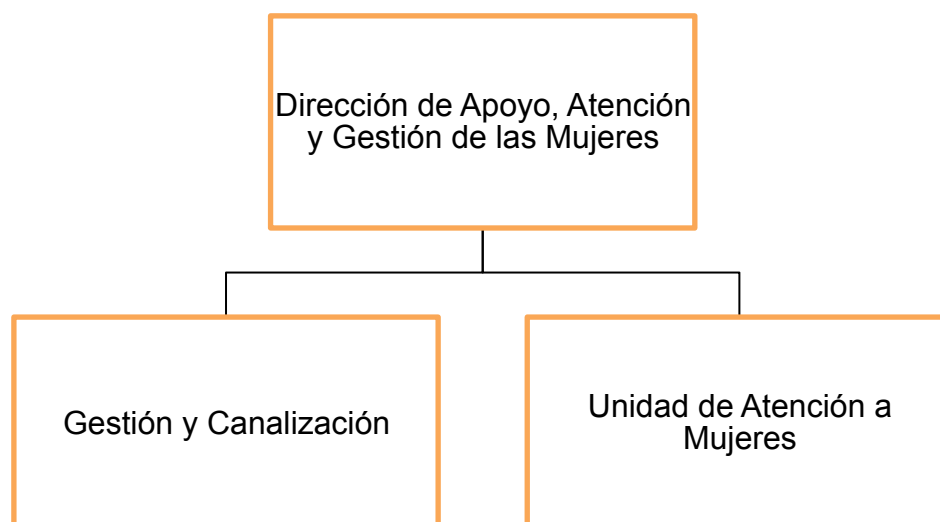 Dirección de Apoyo, Atención
y Gestión de las Mujeres
Gestión y Canalización
Unidad de Atención a
Mujeres